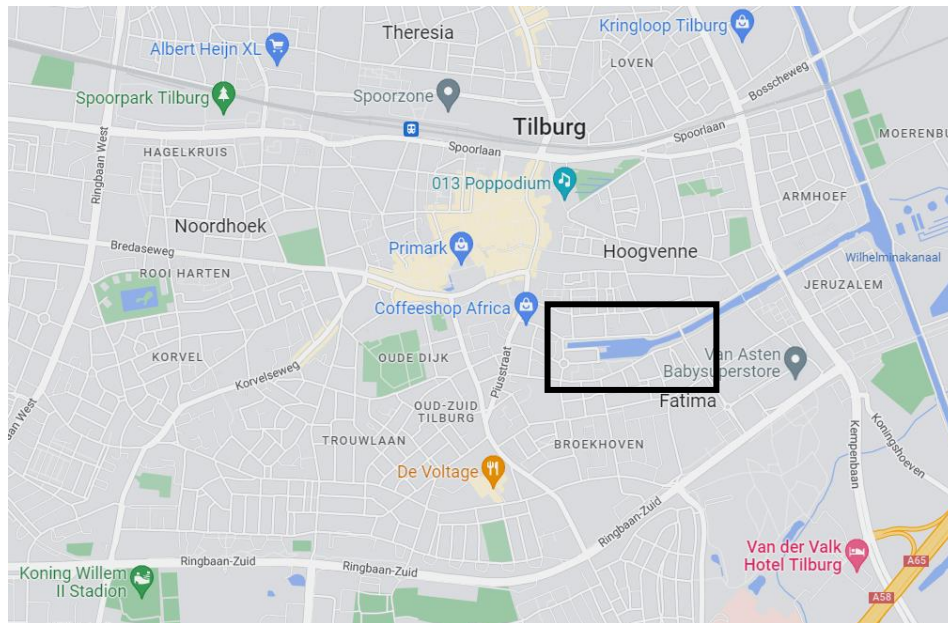 Theresia
Kringloop Tilburg
Albert Heijn XL
LOVEN
Bosscheweg
Spoorpark Tilburg
Spoorzone
Tilburg
Spoorlaan
Spoorlaan
MOERENB
HAGELKRUIS
Ringbaan West
013 Poppodium
ARMHOEF
Noordhoek
Bredaseweg
Primark
Hoogvenne
Wilhelminakanaal
ROOI HARTEN
JERUZALEM
Coffeeshop Africa
KORVEL
OUDE DIJK
Piusstraat
Van Asten
Babysuperstore
Korvelseweg
Fatima
OUD-ZUID
TILBURG
an West
TROUWLAAN
BROEKHOVEN
Kempenbaan
Koningshoeven
De Voltage
Ringbaan-Zuid
Ringbaan-Zuid
Ringbaan-Zuid
Van der Valk
Hotel Tilburg
A65
Koning Willem
II Stadion
A58